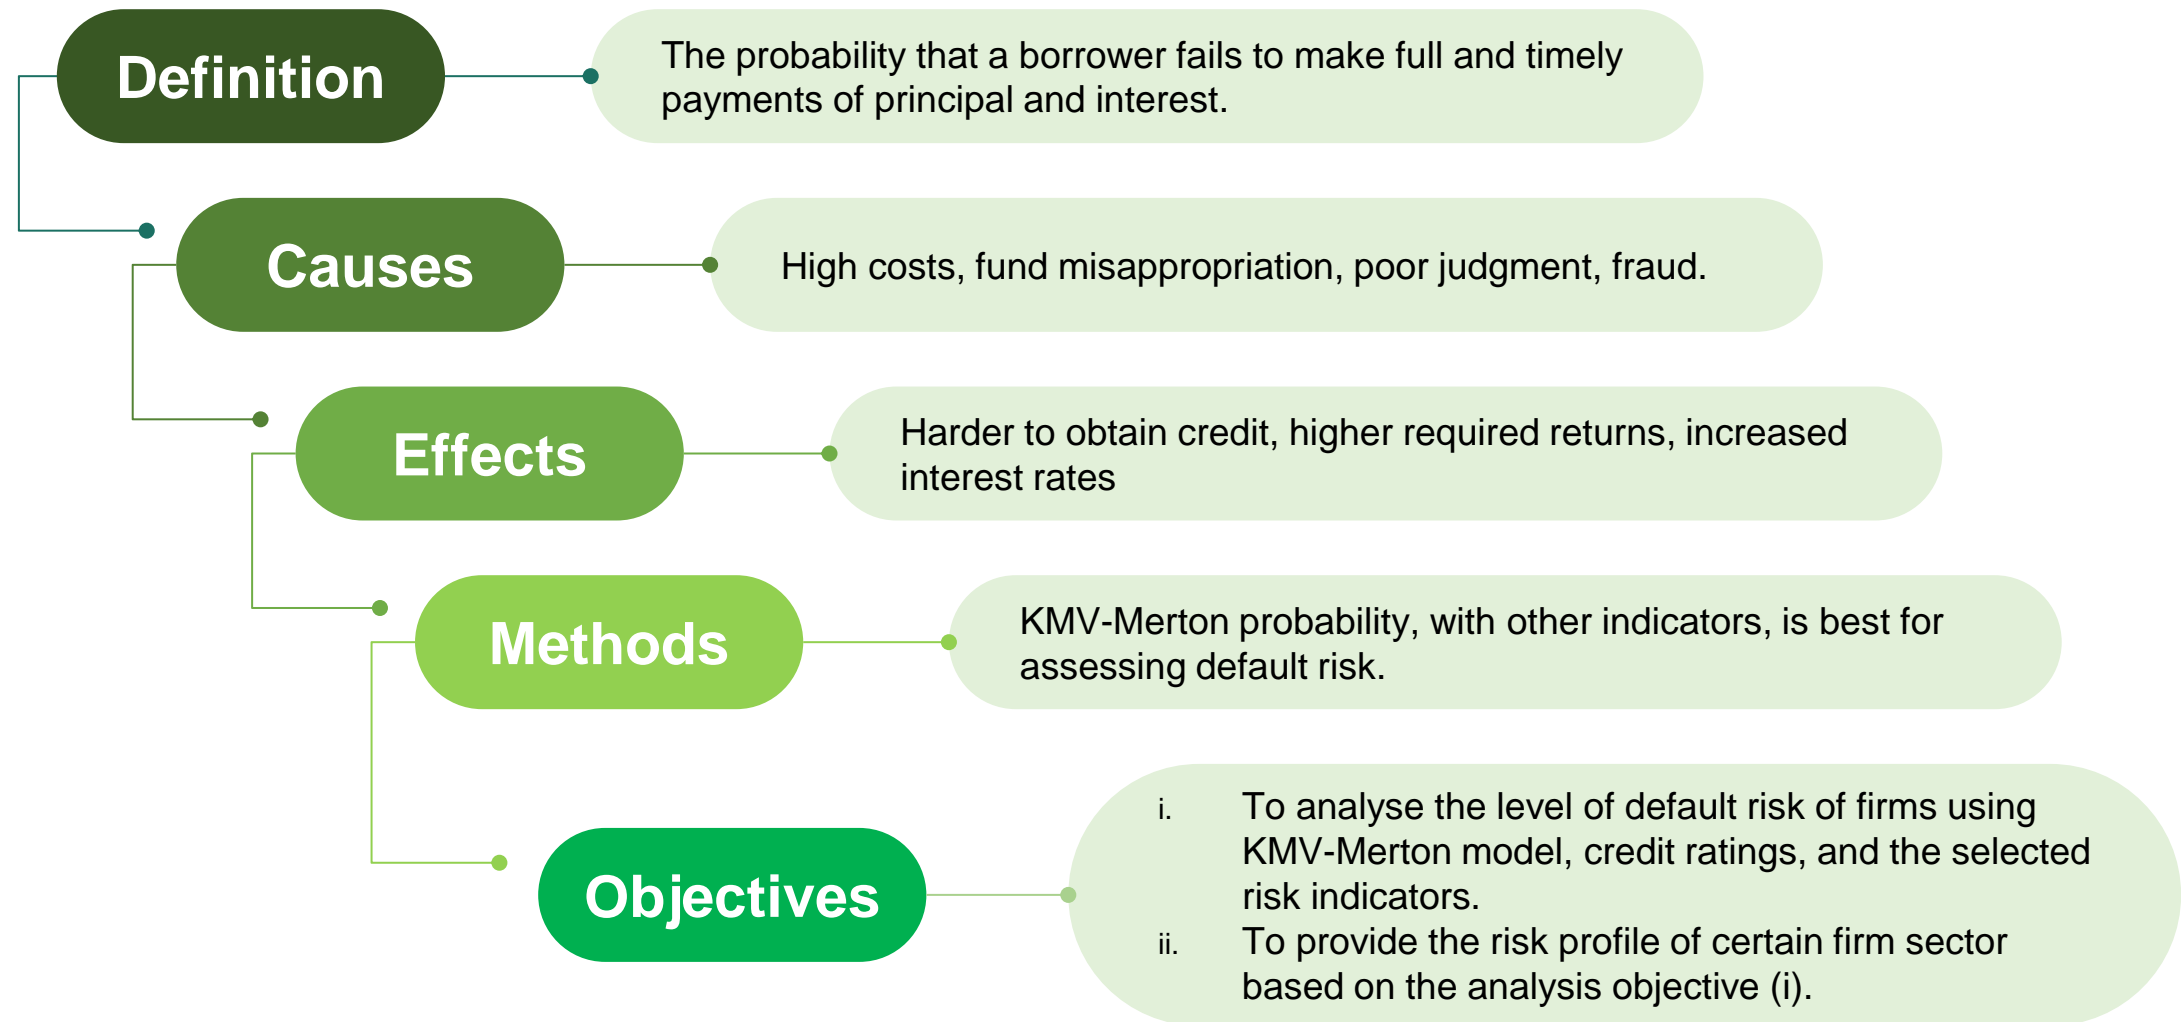 Definition
The probability that a borrower fails to make full and timely
payments of principal and interest.
Causes
High costs, fund misappropriation, poor judgment, fraud.
Effects
Harder to obtain credit, higher required returns, increased
interest rates
Methods
KMV-Merton probability, with other indicators, is best for
assessing default risk.
Objectives
i. To analyse the level of default risk of firms using
KMV-Merton model, credit ratings, and the selected
risk indicators.
ii. To provide the risk profile of certain firm sector
based on the analysis objective (i).